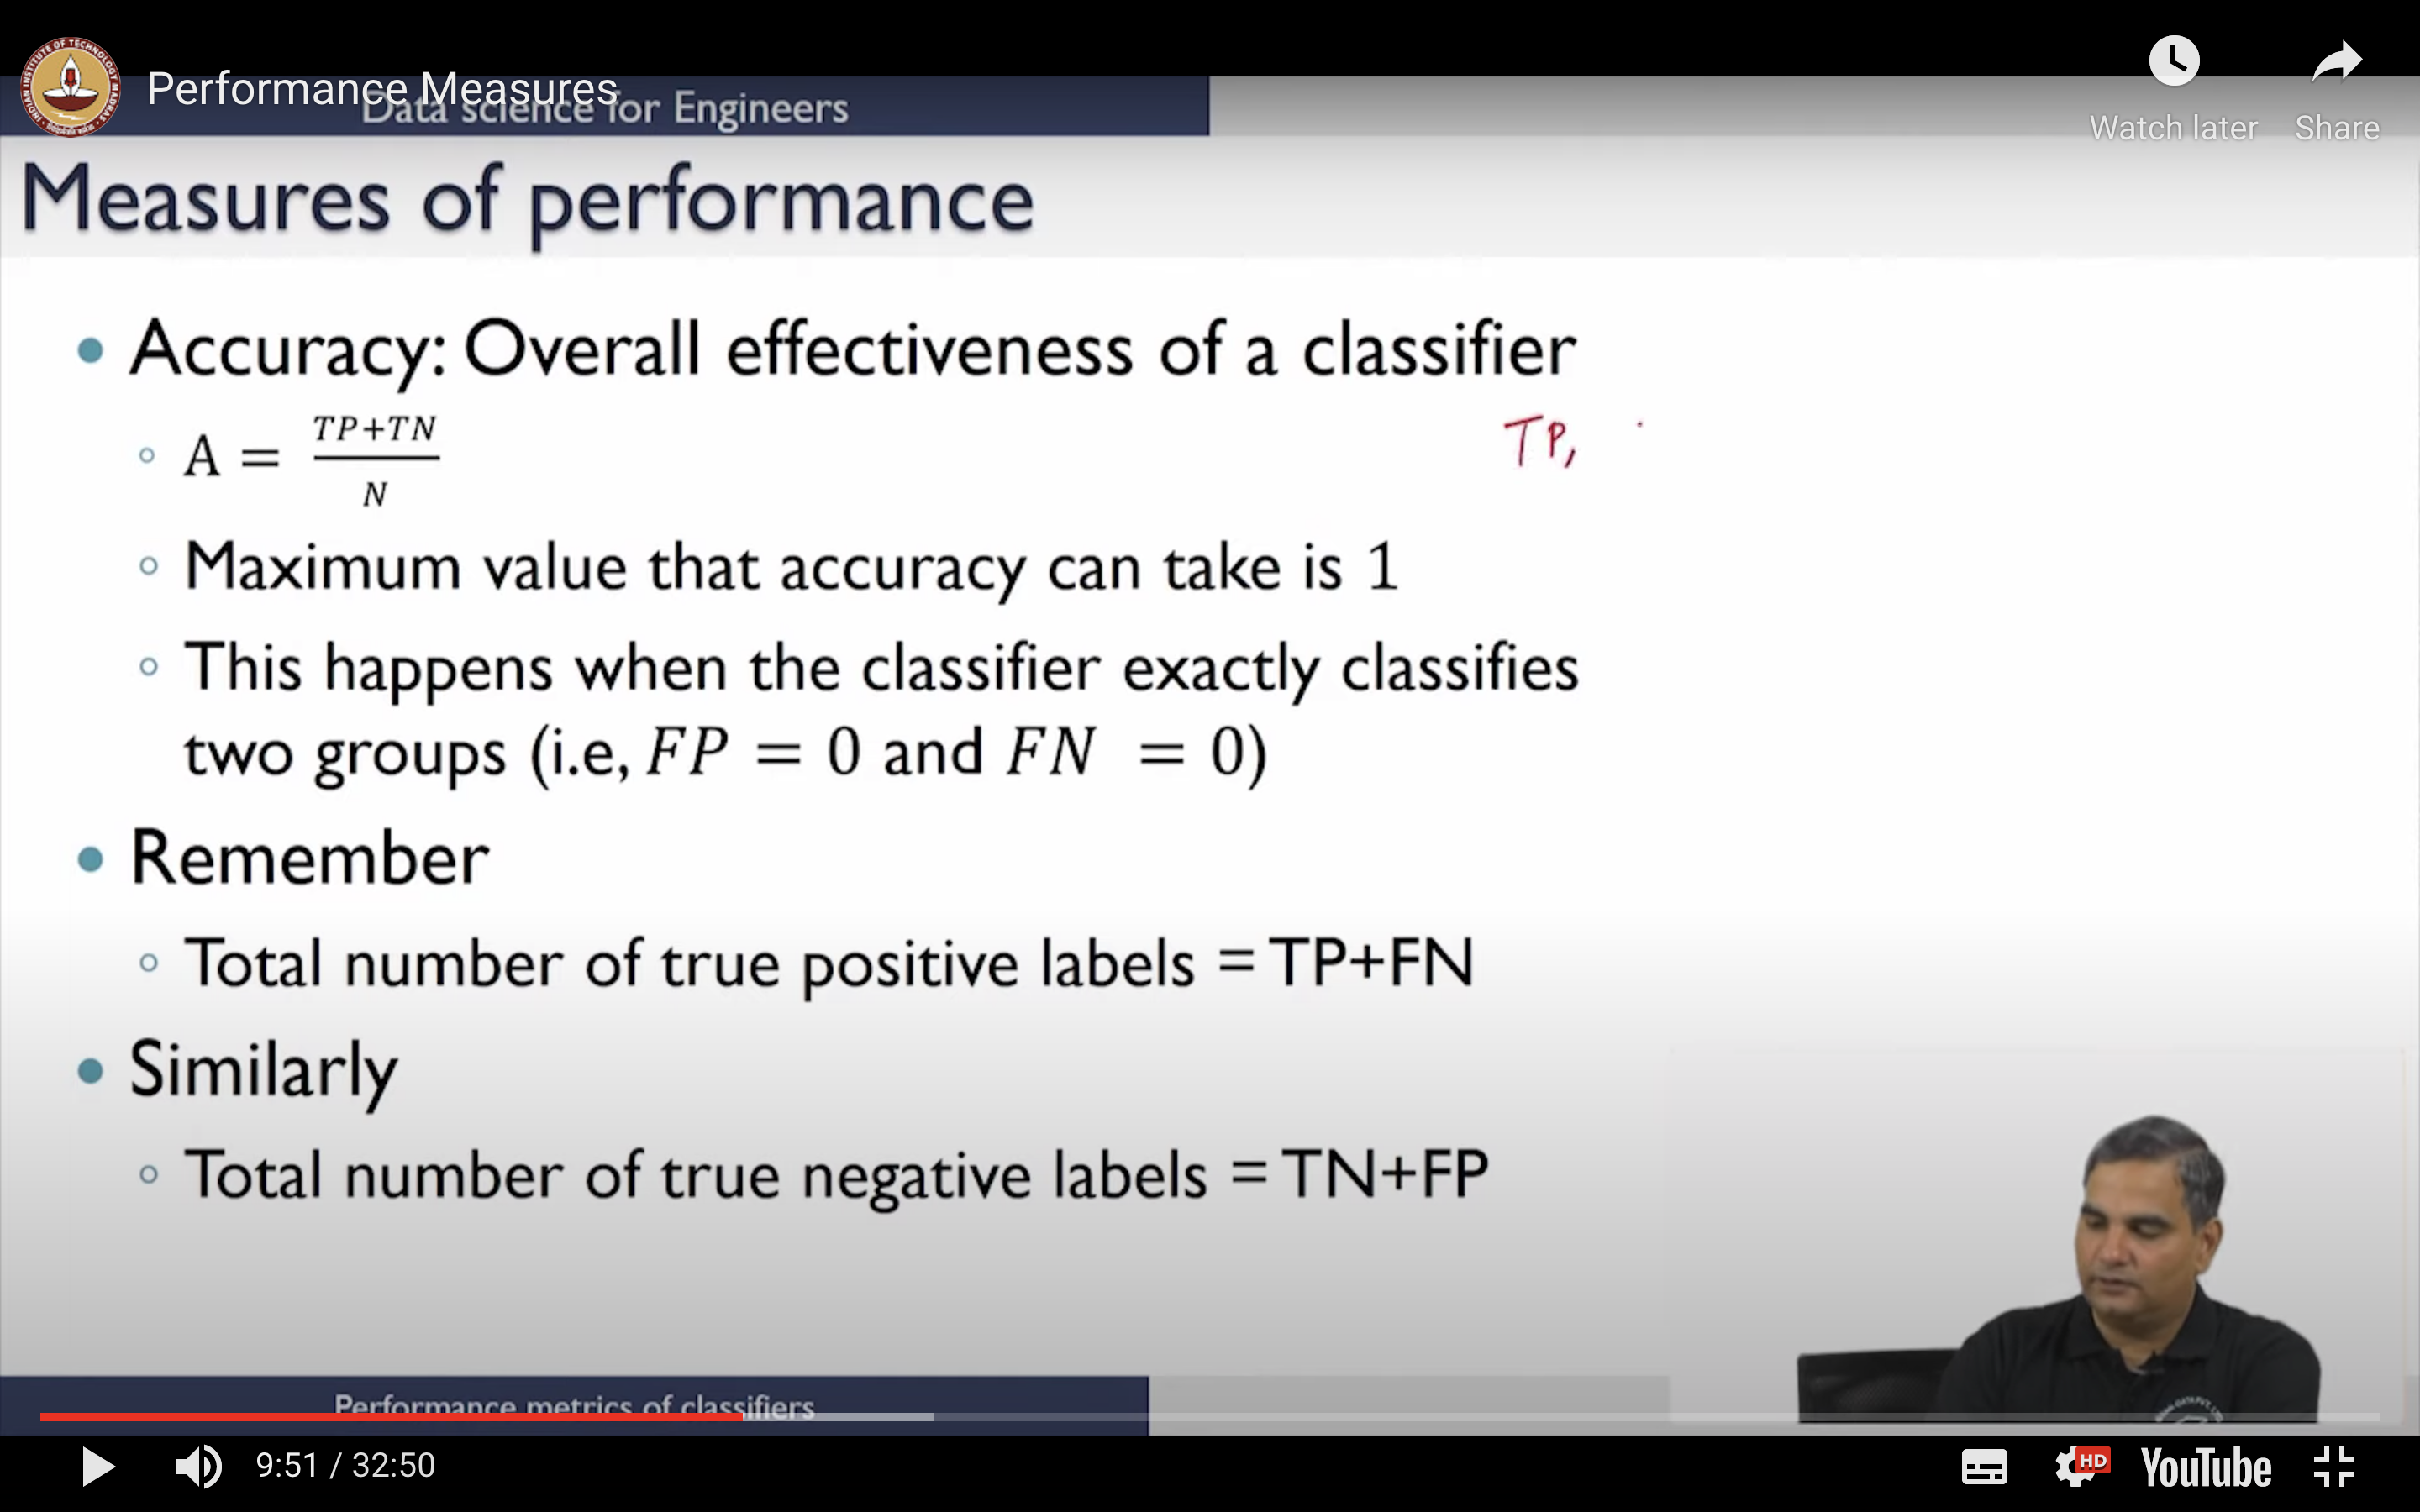 Performance Measures
Data science for Engineers
Watch later
Share
Measures of performance
Accuracy: Overall effectiveness of a classifier
A = TP+TN / N
TP,
Maximum value that accuracy can take is 1
This happens when the classifier exactly classifies
two groups (i.e, FP = 0 and FN = 0)
Remember
Total number of true positive labels = TP+FN
Similarly
Total number of true negative labels = TN+FP
Performance metrics of classifiers
9:51 / 32:50
HD
YouTube